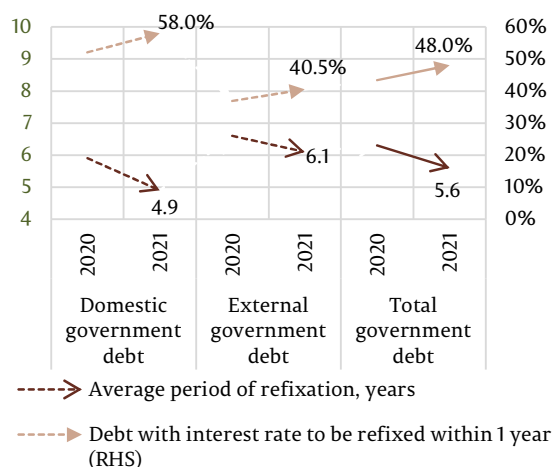 10
9
8
7
6
5
4
58.0%
40.5%
48.0%
4.9
6.1
5.6
60%
50%
40%
30%
20%
10%
0%
2020
2021
2020
2021
2020
2021
Domestic
government
debt
External
government
debt
Total
government
debt
Average period of refixation, years
Debt with interest rate to be refixed within 1 year
(RHS)